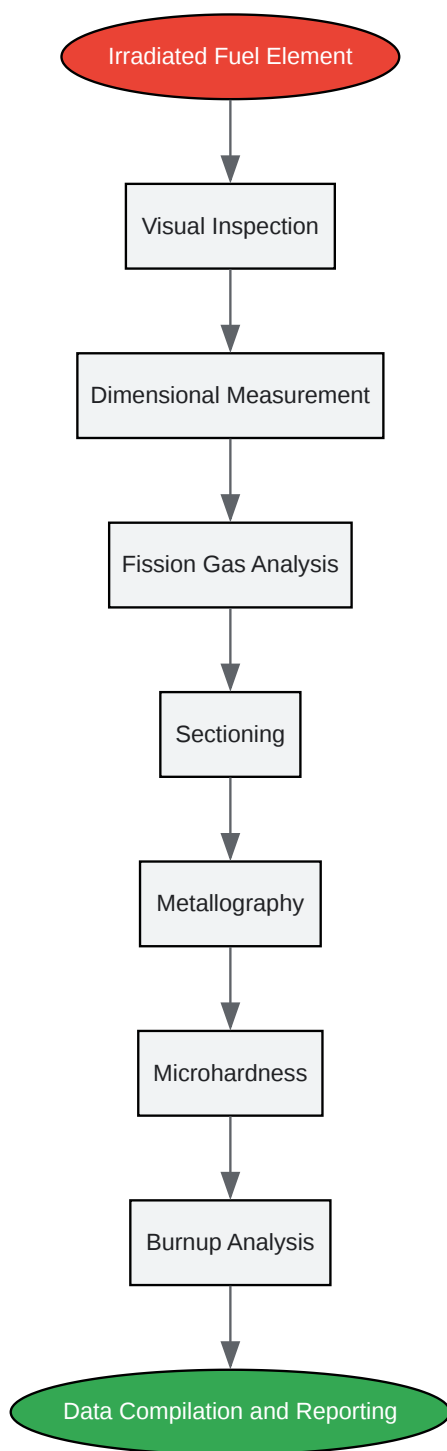 Irradiated Fuel Element
Visual Inspection
Dimensional Measurement
Fission Gas Analysis
Sectioning
Metallography
Microhardness
Burnup Analysis
Data Compilation and Reporting